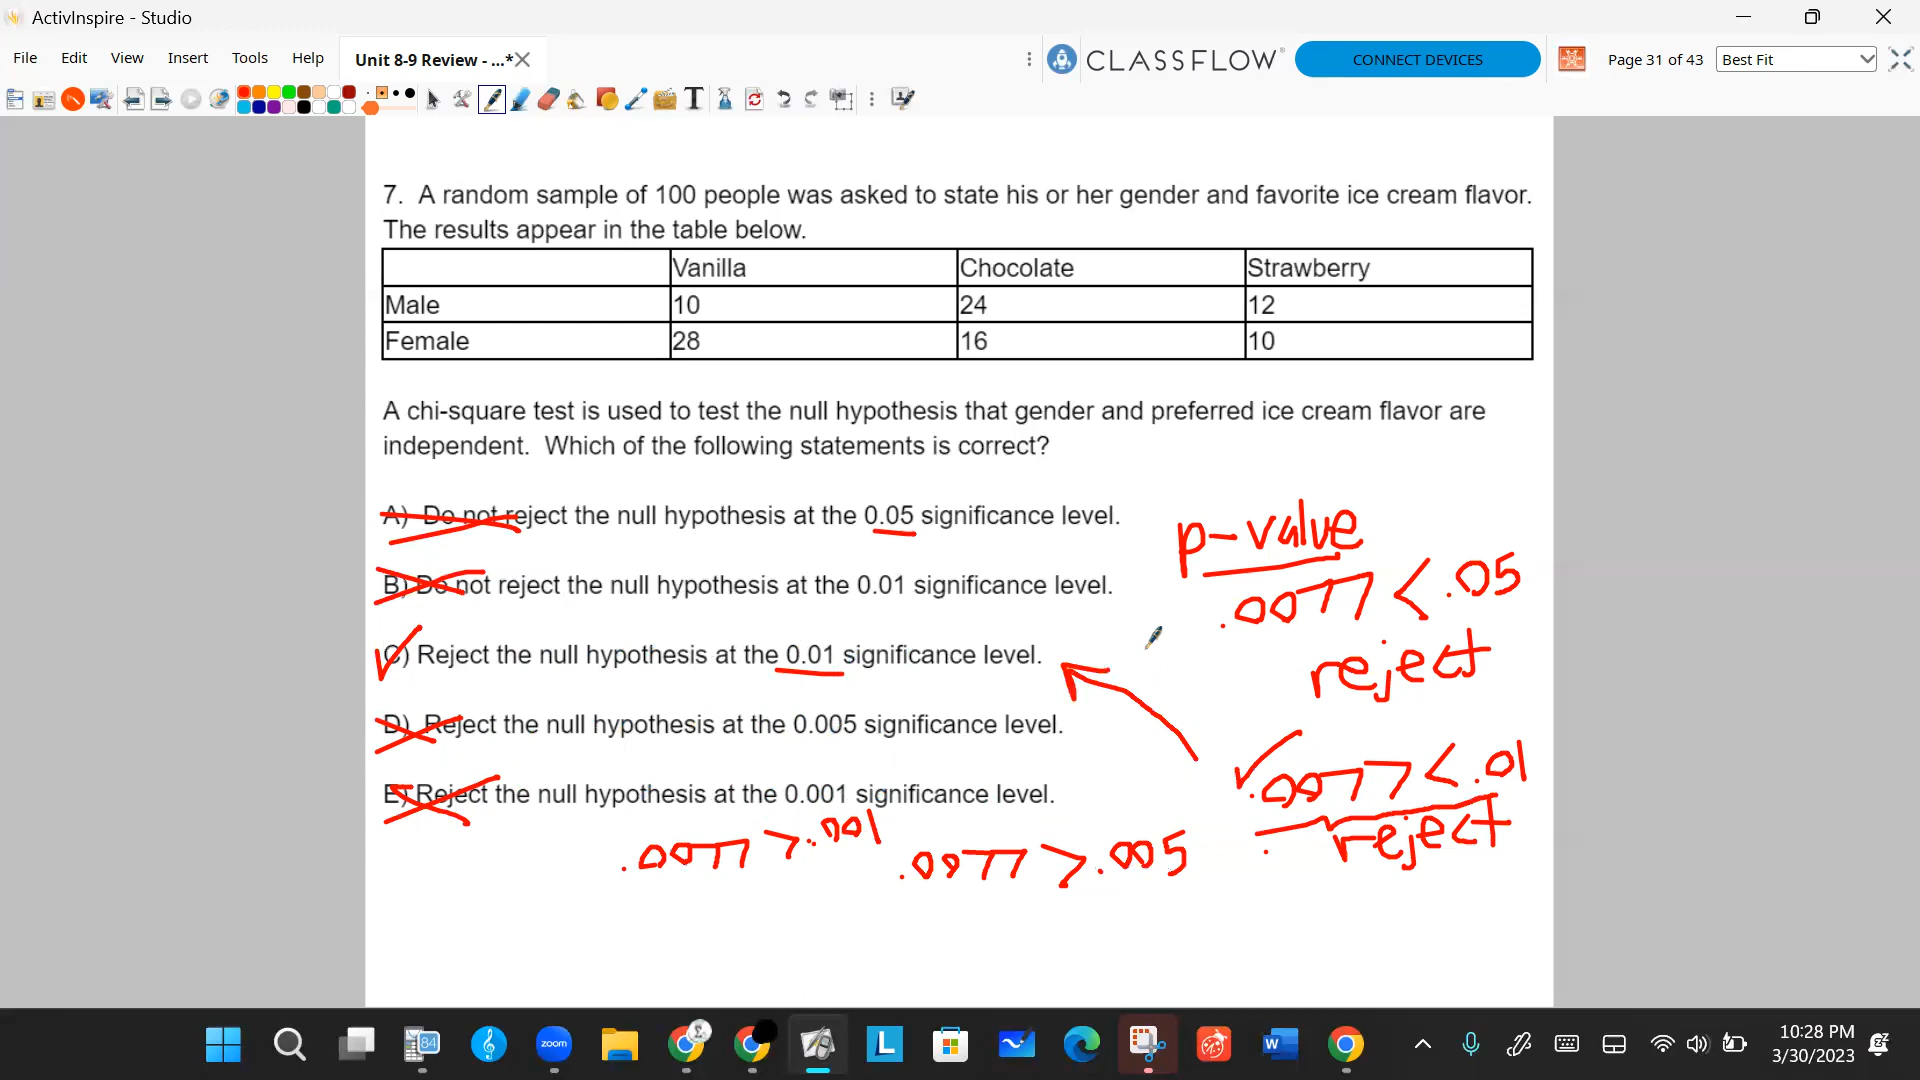 ActivInspire - Studio
File Edit View Insert Tools Help Unit 8-9 Review - ...* CLASSFLOW CONNECT DEVICES Page 31 of 43 Best Fit
7. A random sample of 100 people was asked to state his or her gender and favorite ice cream flavor.
The results appear in the table below.
Vanilla Chocolate Strawberry
Male 10 24 12
Female 28 16 10
A chi-square test is used to test the null hypothesis that gender and preferred ice cream flavor are
independent. Which of the following statements is correct?
A) Do not reject the null hypothesis at the 0.05 significance level.
p-value
.0077 < .05
B) Do not reject the null hypothesis at the 0.01 significance level.
C) Reject the null hypothesis at the 0.01 significance level.
reject
D) Reject the null hypothesis at the 0.005 significance level.
.0077 < .01
E) Reject the null hypothesis at the 0.001 significance level.
reject
.0077 > .001 .0077 > .005
84 zoom L W 10:28 PM
3/30/2023